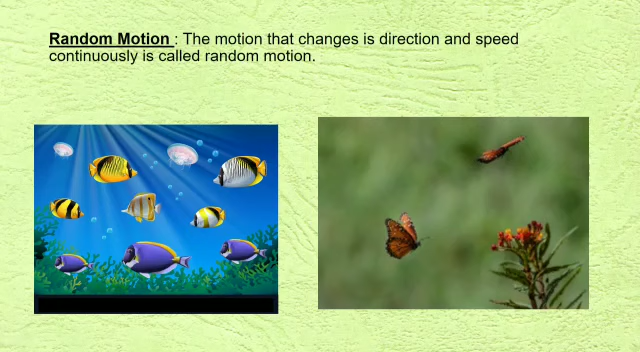 Random Motion : The motion that changes is direction and speed
continuously is called random motion.